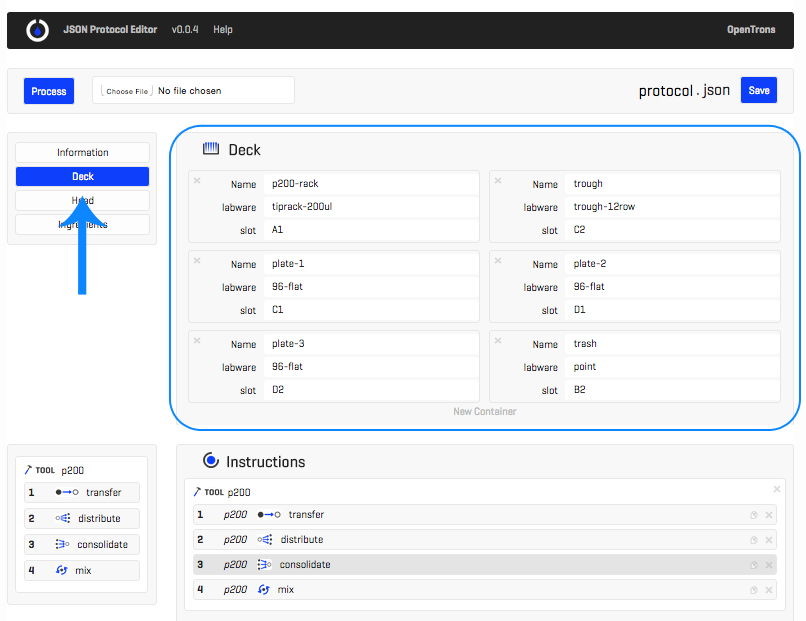 JSON Protocol Editor v0.0.4 Help OpenTrons
Process Choose File No file chosen protocol.json Save
Information
Deck
Head
Ingredients
Deck
Name p200-rack
labware tiprack-200ul
slot A1
Name trough
labware trough-12row
slot C2
Name plate-1
labware 96-flat
slot C1
Name plate-2
labware 96-flat
slot D1
Name plate-3
labware 96-flat
slot D2
Name trash
labware point
slot B2
New Container
TOOL p200
1 transfer
2 distribute
3 consolidate
4 mix
Instructions
TOOL p200
1 p200 transfer
2 p200 distribute
3 p200 consolidate
4 p200 mix